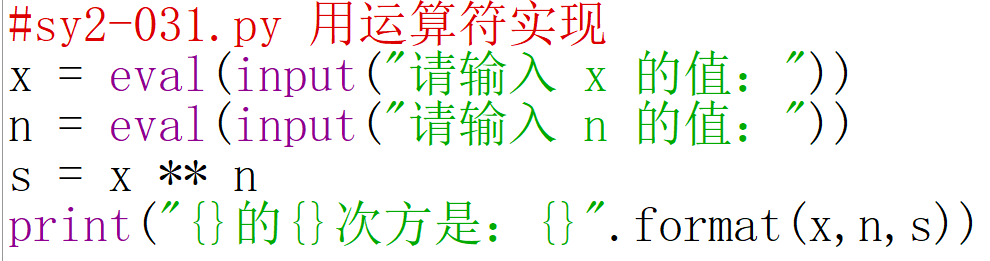 #sy2-031.py 用运算符实现
x = eval(input("请输入 x 的值："))
n = eval(input("请输入 n 的值："))
s = x ** n
print("{}的{}次方是：{}".format(x,n,s))